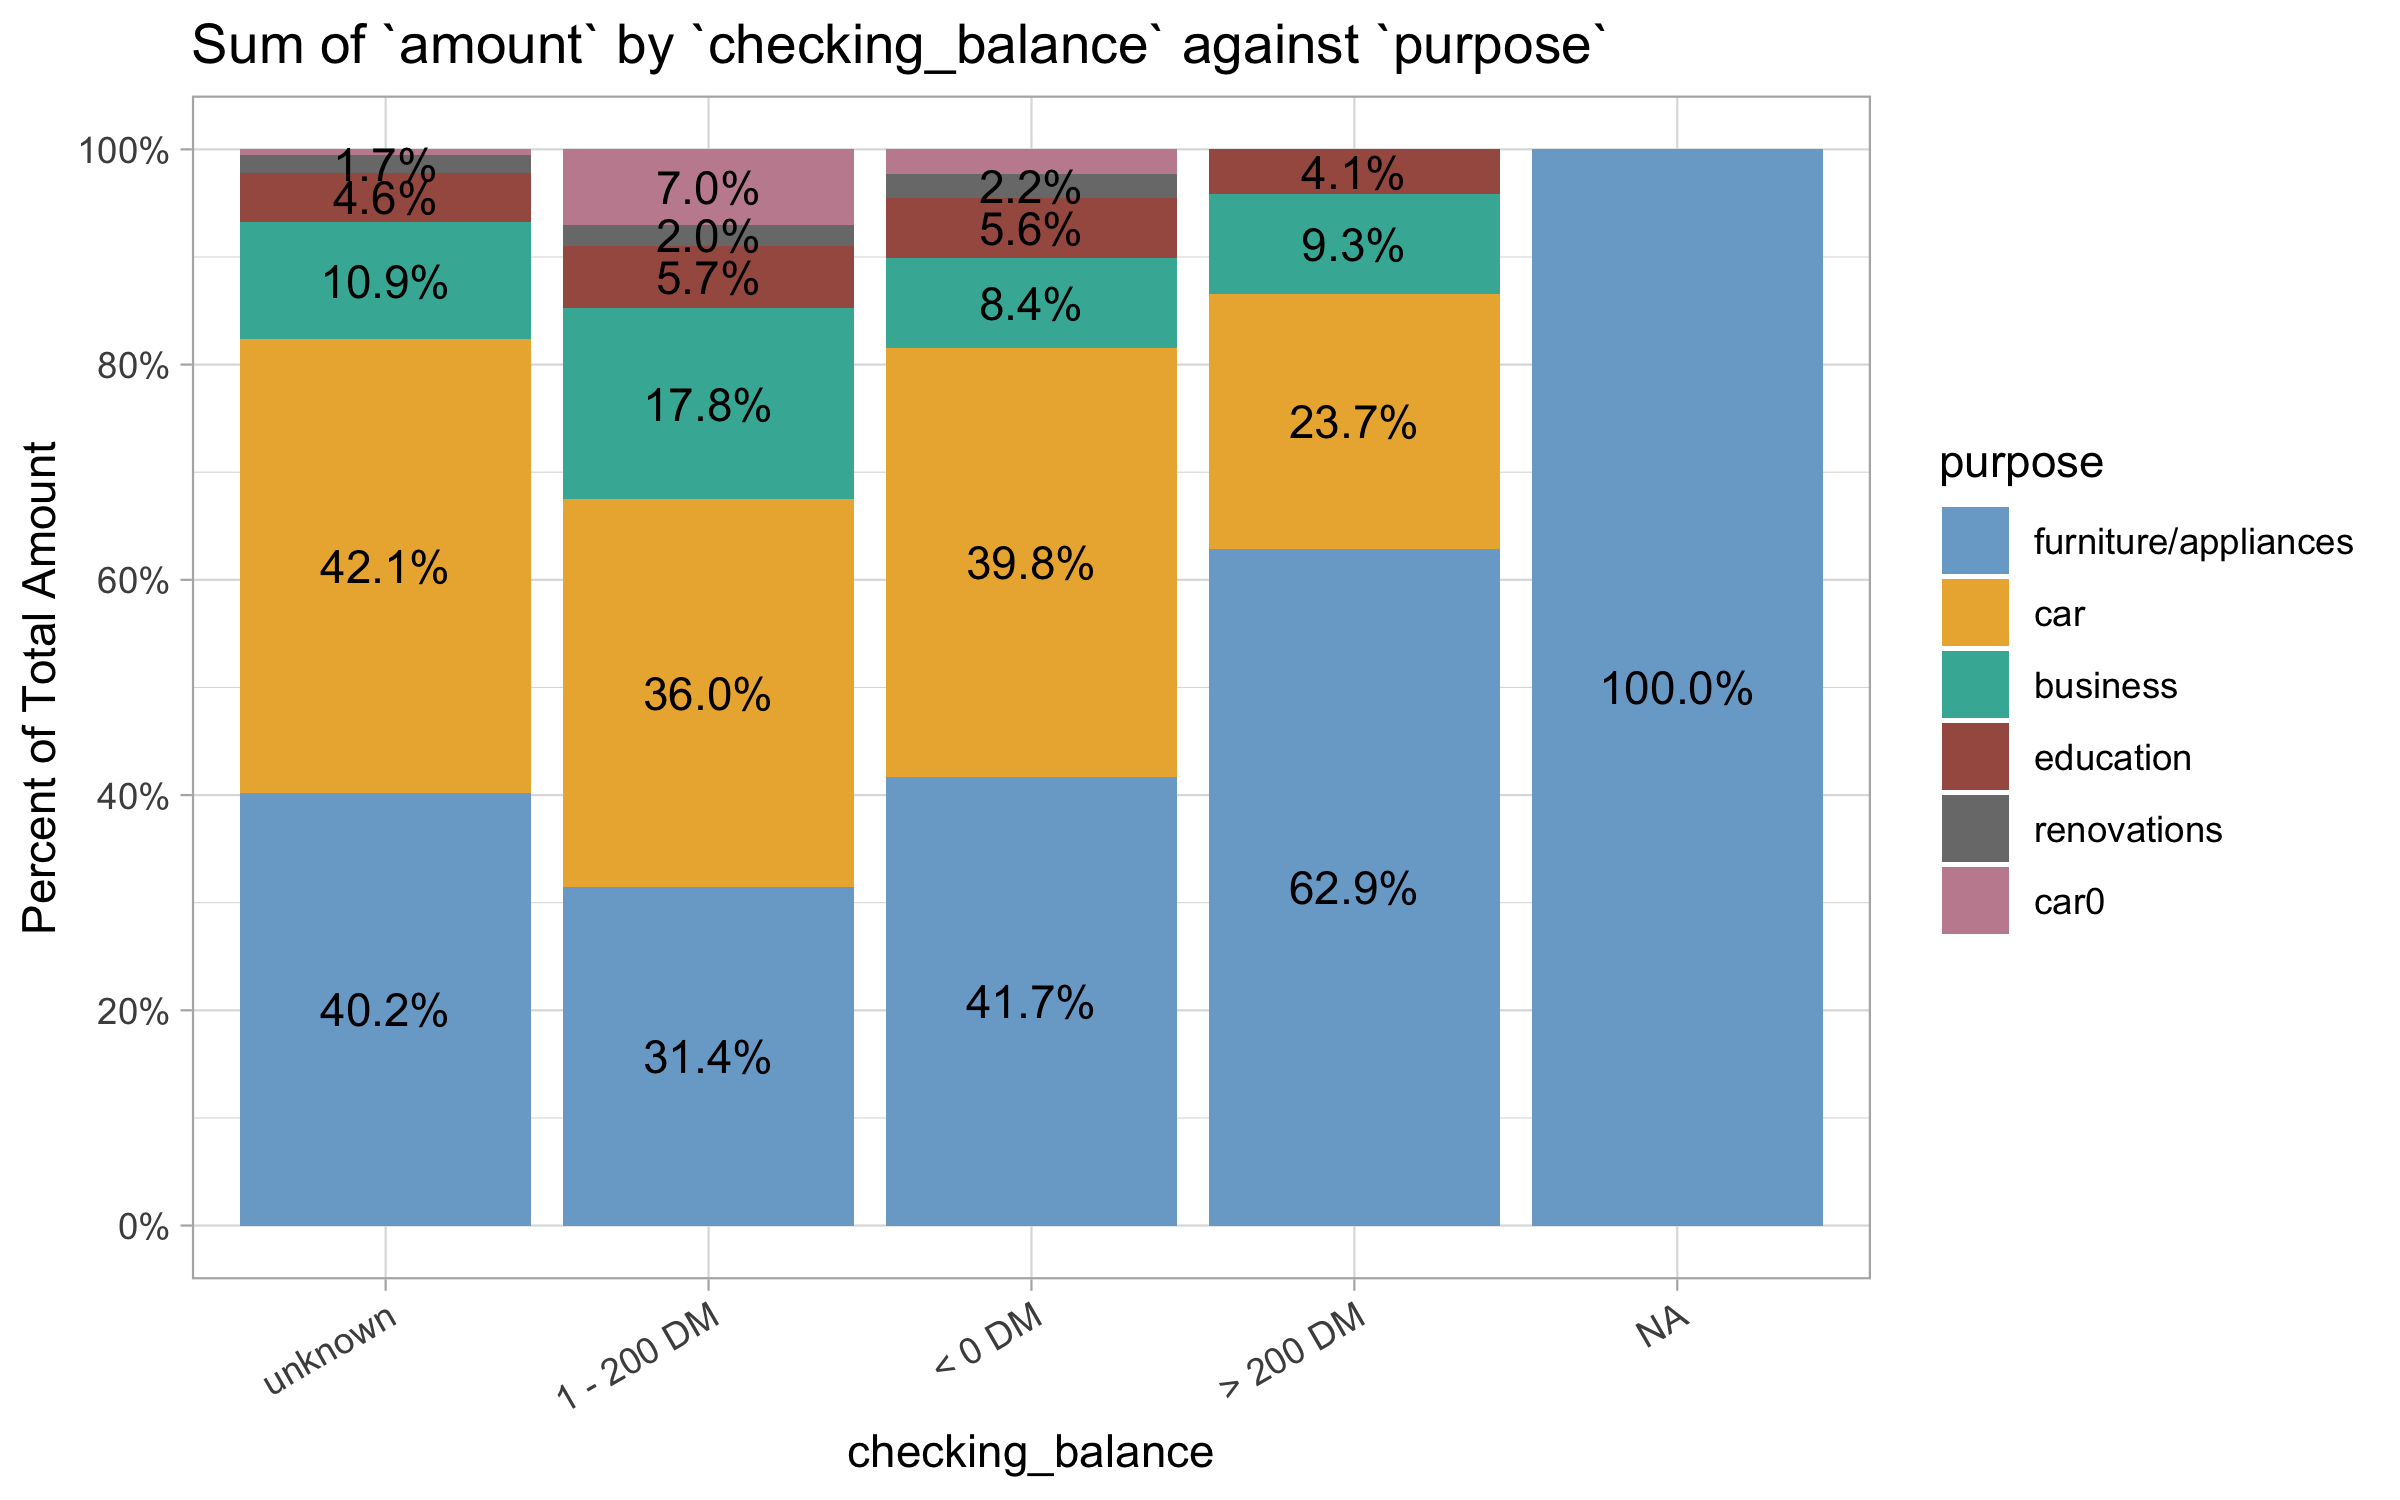 Sum of `amount` by `checking_balance` against `purpose`
Percent of Total Amount
100%
80%
60%
40%
20%
0%
1.7%
4.6%
10.9%
42.1%
40.2%
7.0%
2.0%
5.7%
17.8%
36.0%
31.4%
2.2%
5.6%
8.4%
39.8%
41.7%
4.1%
9.3%
23.7%
62.9%
100.0%
unknown
1 - 200 DM
< 0 DM
> 200 DM
NA
checking_balance
purpose
furniture/appliances
car
business
education
renovations
car0